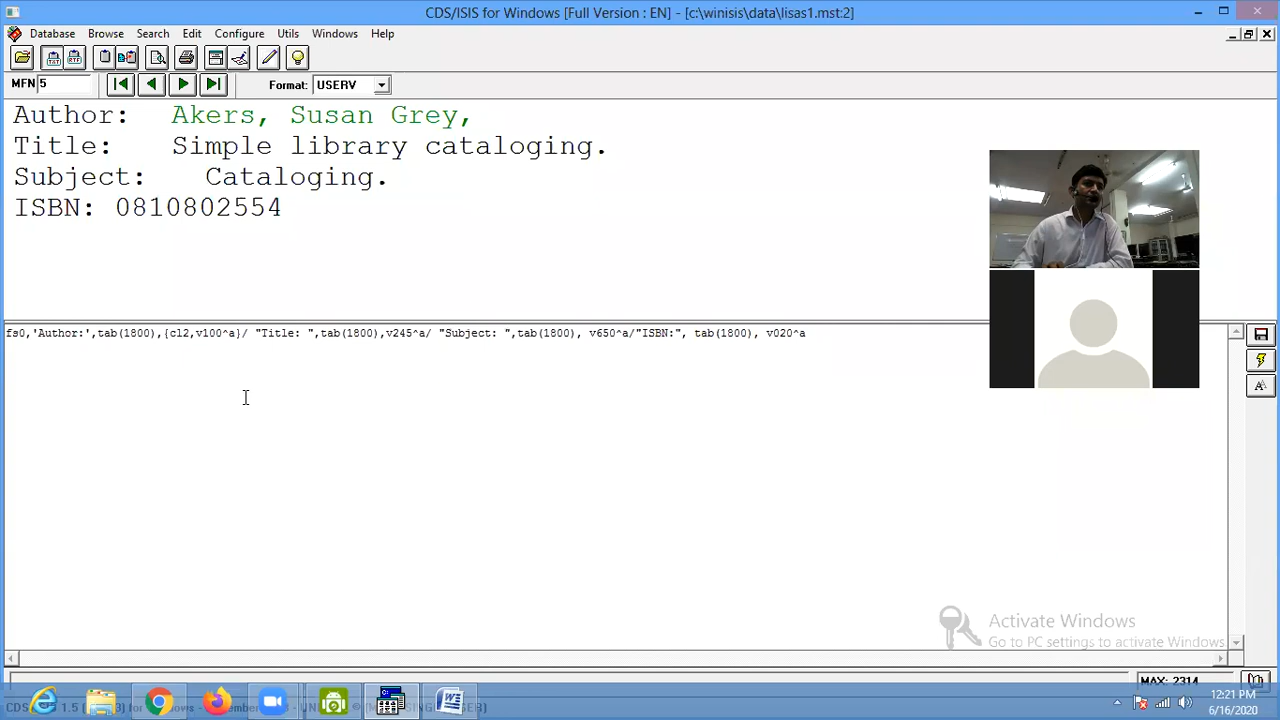 CDS/ISIS for Windows [Full Version : EN] - [c:\winisis\data\lisas1.mst:2]
Database Browse Search Edit Configure Utils Windows Help
MFN 5 Format: USERV
Author: Akers, Susan Grey,
Title: Simple library cataloging.
Subject: Cataloging.
ISBN: 0810802554
fs0,'Author:',tab(1800),{cl2,v100^a}/ "Title: ",tab(1800),v245^a/ "Subject: ",tab(1800), v650^a/"ISBN:", tab(1800), v020^a
Activate Windows
Go to PC settings to activate Windows.
MAX: 2314
12:21 PM
6/16/2020